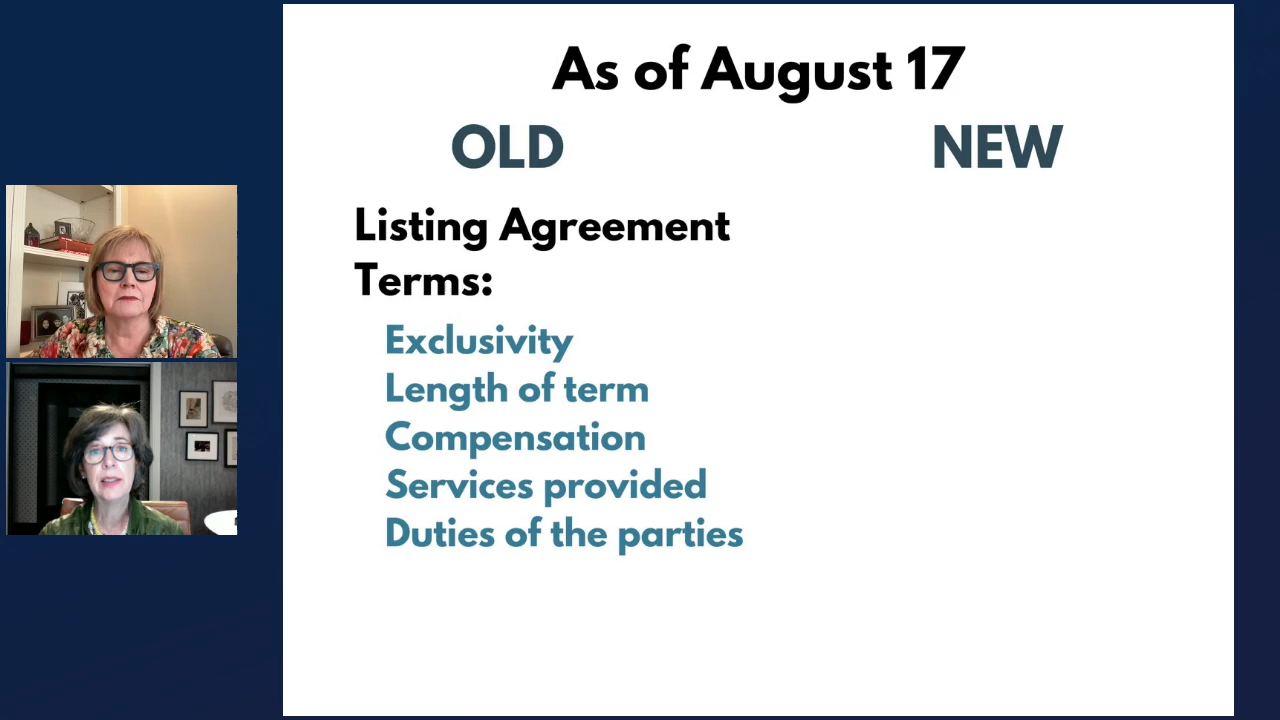 As of August 17
OLD
NEW
Listing Agreement
Terms:
Exclusivity
Length of term
Compensation
Services provided
Duties of the parties